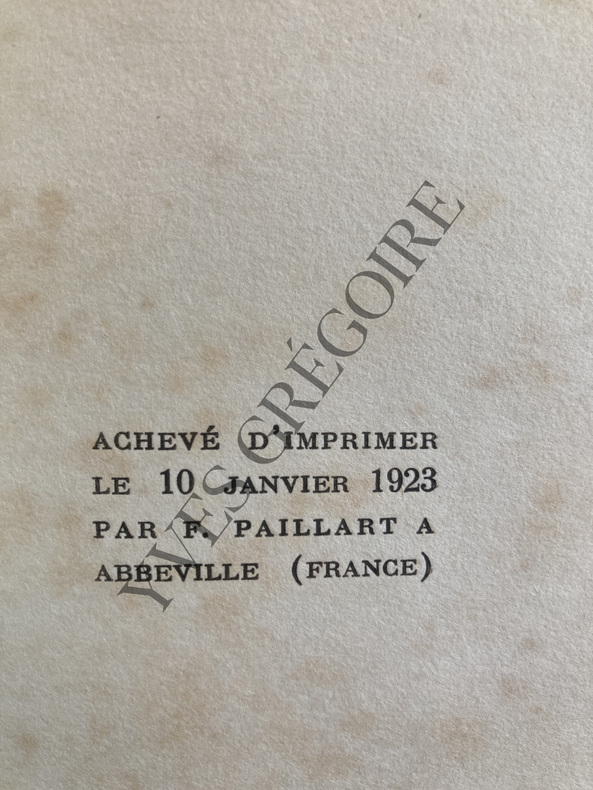 ACHEVÉ D'IMPRIMER
LE 10 JANVIER 1923
PAR F. PAILLART A
ABBEVILLE (FRANCE)
YVES GRÉGOIRE